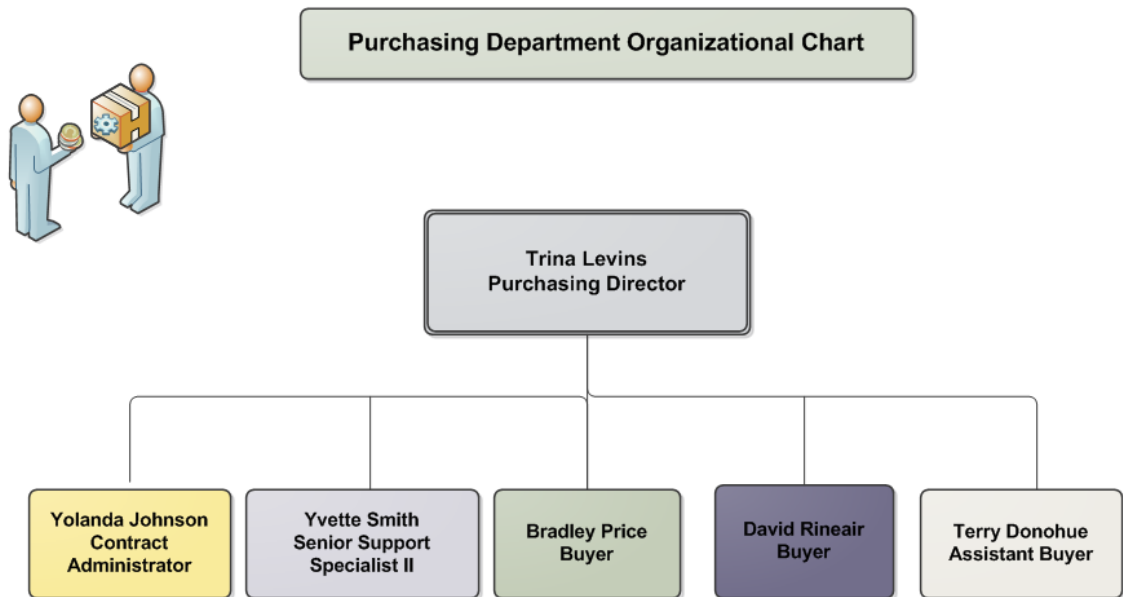 Purchasing Department Organizational Chart
Trina Levins
Purchasing Director
Yolanda Johnson
Contract
Administrator
Yvette Smith
Senior Support
Specialist II
Bradley Price
Buyer
David Rineair
Buyer
Terry Donohue
Assistant Buyer